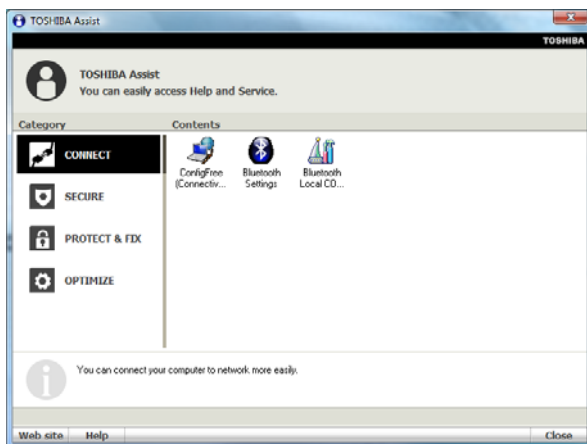 TOSHIBA Assist
TOSHIBA
TOSHIBA Assist
You can easily access Help and Service.
Category
Contents
CONNECT
SECURE
PROTECT & FIX
OPTIMIZE
ConfigFree
(Connectiv...
Bluetooth
Settings
Bluetooth
Local CO...
You can connect your computer to network more easily.
Web site
Help
Close